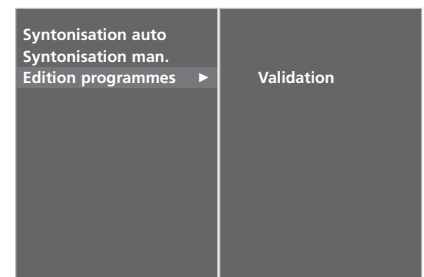 Syntonisation auto
Syntonisation man.
Edition programmes ►
Validation